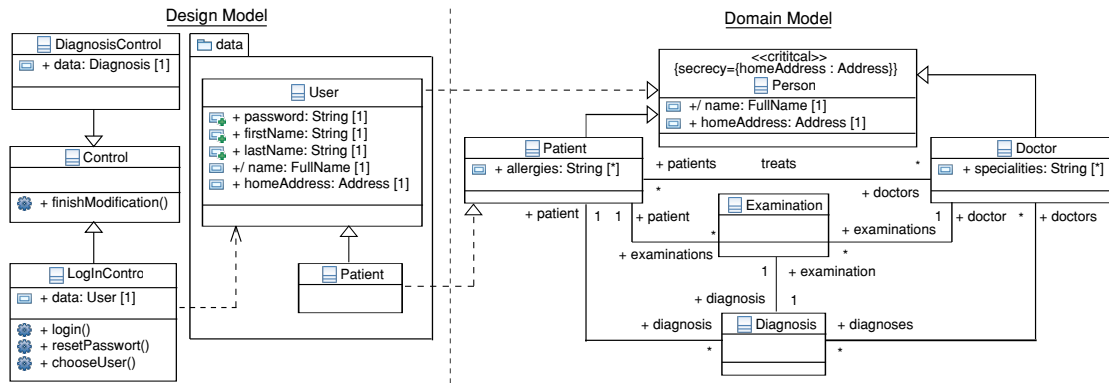 Design Model
DiagnosisControl
+ data: Diagnosis [1]
Control
+ finishModification()
LogInContro
+ data: User [1]
+ login()
+ resetPasswort()
+ chooseUser()
data
User
+ password: String [1]
+ firstName: String [1]
+ lastName: String [1]
+/ name: FullName [1]
+ homeAddress: Address [1]
Patient
Domain Model
<<crititcal>>
{secrecy={homeAddress : Address}}
Person
+/ name: FullName [1]
+ homeAddress: Address [1]
Patient
+ allergies: String [*]
Doctor
+ specialities: String [*]
+ patients
treats
*
*
+ doctors
+ patient
1
1
+ patient
Examination
1
+ doctor
*
+ doctors
*
+ examinations
+ examinations
*
1
+ examination
+ diagnosis
1
+ diagnosis
*
Diagnosis
+ diagnoses
*